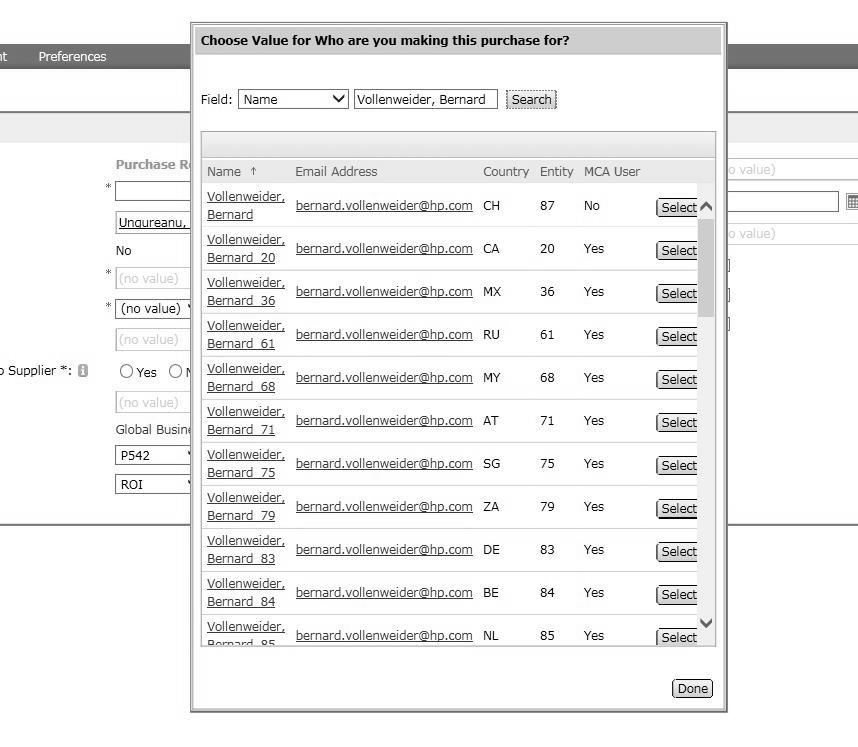 Choose Value for Who are you making this purchase for?
Preferences
Field: Name Vollenweider, Bernard Search
Name ↑ Email Address Country Entity MCA User
Vollenweider, Bernard bernard.vollenweider@hp.com CH 87 No Select
Vollenweider, Bernard_20 bernard.vollenweider@hp.com CA 20 Yes Select
Vollenweider, Bernard_36 bernard.vollenweider@hp.com MX 36 Yes Select
Vollenweider, Bernard_61 bernard.vollenweider@hp.com RU 61 Yes Select
Vollenweider, Bernard_68 bernard.vollenweider@hp.com MY 68 Yes Select
Vollenweider, Bernard_71 bernard.vollenweider@hp.com AT 71 Yes Select
Vollenweider, Bernard_75 bernard.vollenweider@hp.com SG 75 Yes Select
Vollenweider, Bernard_79 bernard.vollenweider@hp.com ZA 79 Yes Select
Vollenweider, Bernard_83 bernard.vollenweider@hp.com DE 83 Yes Select
Vollenweider, Bernard_84 bernard.vollenweider@hp.com BE 84 Yes Select
Vollenweider, Bernard_85 bernard.vollenweider@hp.com NL 85 Yes Select
Done
Purchase R
*
Ungureanu,
No
* (no value)
* (no value)
(no value)
Supplier *: Yes
(no value)
Global Busin
P542
ROI
o value)
o value)